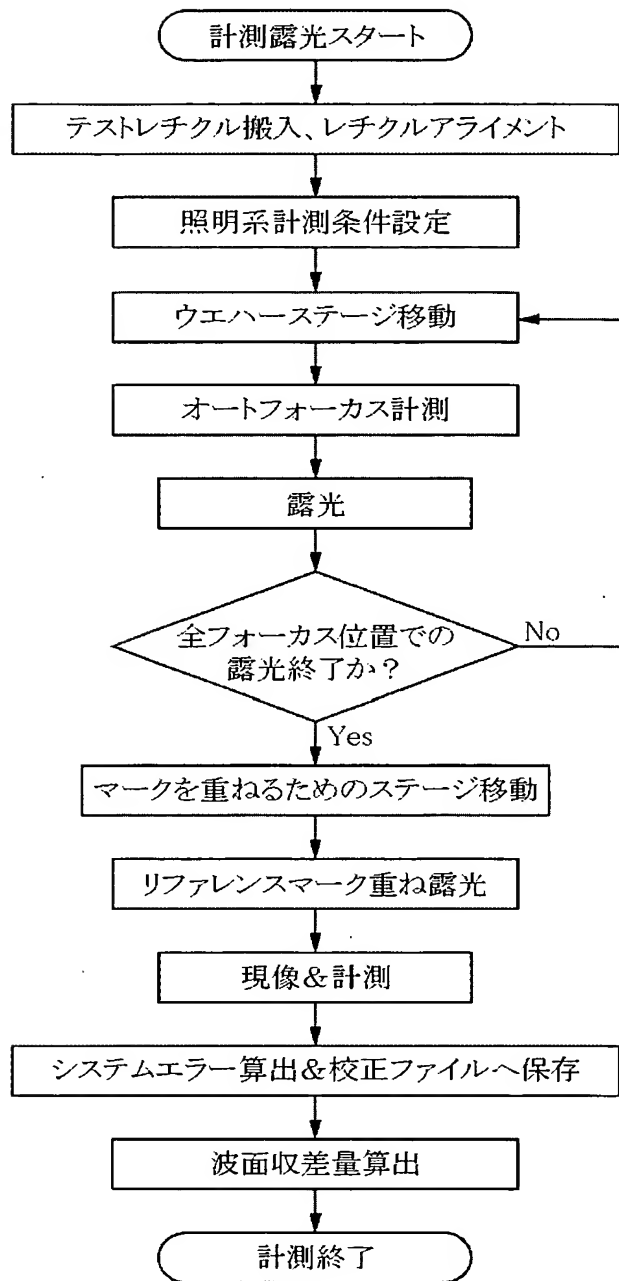 計測露光スタート
テストレチクル搬入、レチクルアライメント
照明系計測条件設定
ウエハーステージ移動
オートフォーカス計測
露光
全フォーカス位置での
露光終了か？
No
Yes
マークを重ねるためのステージ移動
リファレンスマーク重ね露光
現像＆計測
システムエラー算出＆校正ファイルへ保存
波面収差量算出
計測終了